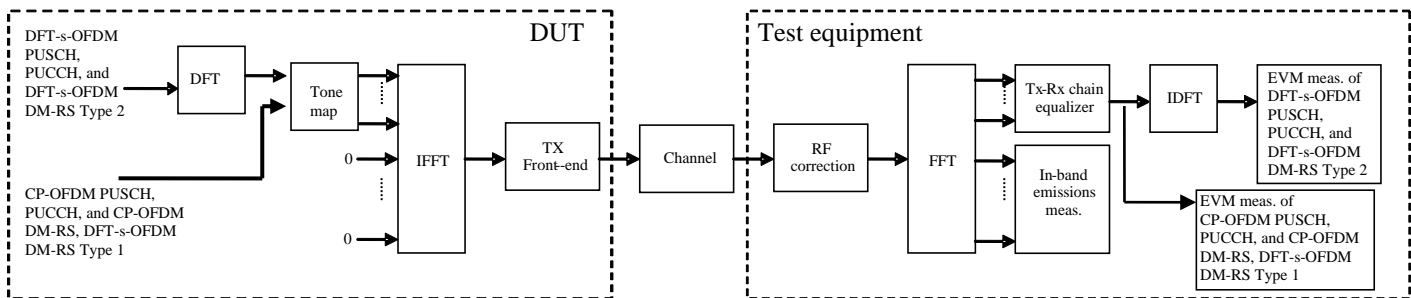 DUT
Test equipment
DFT-s-OFDM
PUSCH,
PUCCH, and
DFT-s-OFDM
DM-RS Type 2
DFT
Tone
map
CP-OFDM PUSCH,
PUCCH, and CP-OFDM
DM-RS, DFT-s-OFDM
DM-RS Type 1
0
0
IFFT
TX
Front-end
Channel
RF
correction
FFT
Tx-Rx chain
equalizer
In-band
emissions
meas.
IDFT
EVM meas. of
DFT-s-OFDM
PUSCH,
PUCCH, and
DFT-s-OFDM
DM-RS Type 2
EVM meas. of
CP-OFDM PUSCH,
PUCCH, and CP-OFDM
DM-RS, DFT-s-OFDM
DM-RS Type 1